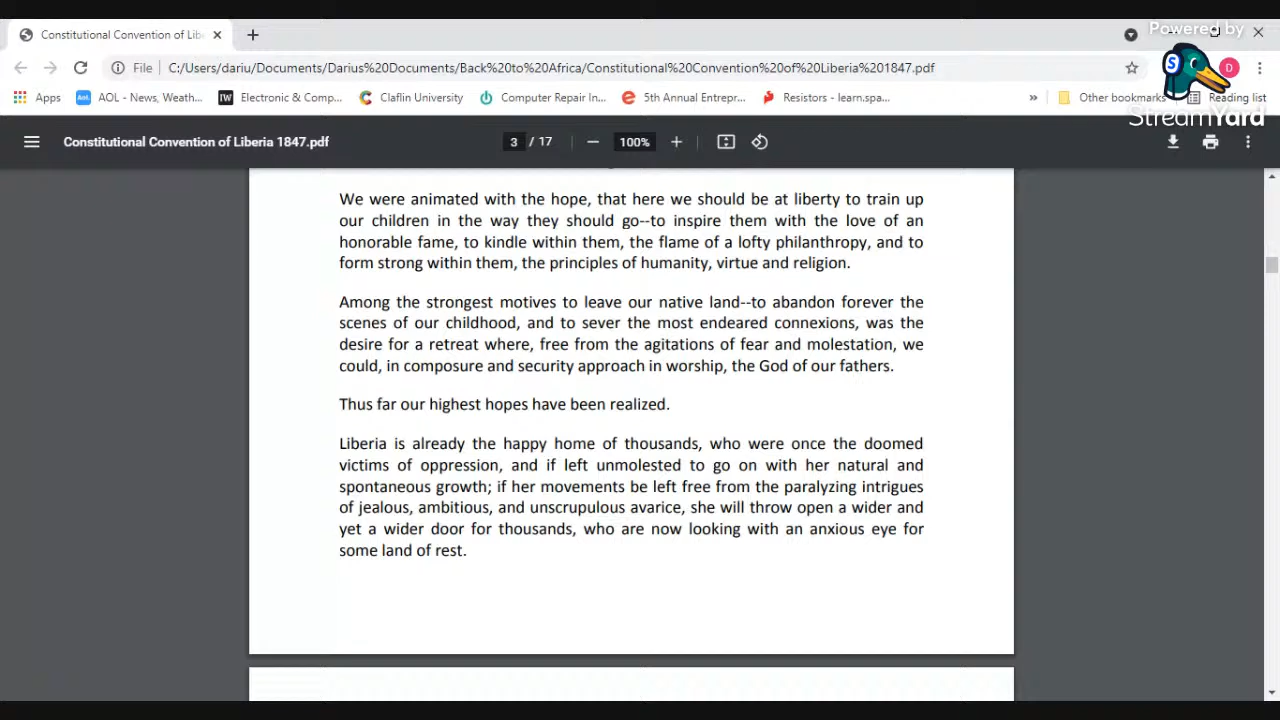 Powered by
Constitutional Convention of Lib
File
C:/Users/dariu/Documents/Darius%20Documents/Back%20to%20Africa/Constitutional%20Convention%20of%20Liberia%201847.pdf
S
D
Apps
Aol.
AOL - News, Weath...
IW
Electronic & Comp...
Claflin University
Computer Repair In...
5th Annual Entrepr...
Resistors - learn.spa...
»
Other bookmarks
Reading list
StreamYard
Constitutional Convention of Liberia 1847.pdf
3 / 17
100%
We were animated with the hope, that here we should be at liberty to train up
our children in the way they should go--to inspire them with the love of an
honorable fame, to kindle within them, the flame of a lofty philanthropy, and to
form strong within them, the principles of humanity, virtue and religion.
Among the strongest motives to leave our native land--to abandon forever the
scenes of our childhood, and to sever the most endeared connexions, was the
desire for a retreat where, free from the agitations of fear and molestation, we
could, in composure and security approach in worship, the God of our fathers.
Thus far our highest hopes have been realized.
Liberia is already the happy home of thousands, who were once the doomed
victims of oppression, and if left unmolested to go on with her natural and
spontaneous growth; if her movements be left free from the paralyzing intrigues
of jealous, ambitious, and unscrupulous avarice, she will throw open a wider and
yet a wider door for thousands, who are now looking with an anxious eye for
some land of rest.